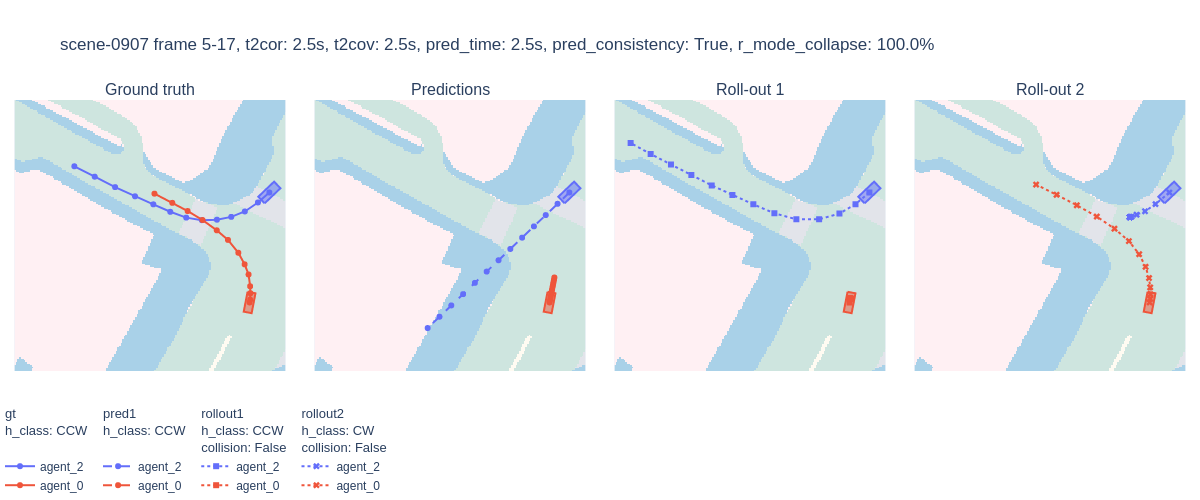 scene-0907 frame 5-17, t2cor: 2.5s, t2cov: 2.5s, pred_time: 2.5s, pred_consistency: True, r_mode_collapse: 100.0%
Ground truth
Predictions
Roll-out 1
Roll-out 2
gt
h_class: CCW
agent_2
agent_0
pred1
h_class: CCW
agent_2
agent_0
rollout1
h_class: CCW
collision: False
agent_2
agent_0
rollout2
h_class: CW
collision: False
agent_2
agent_0